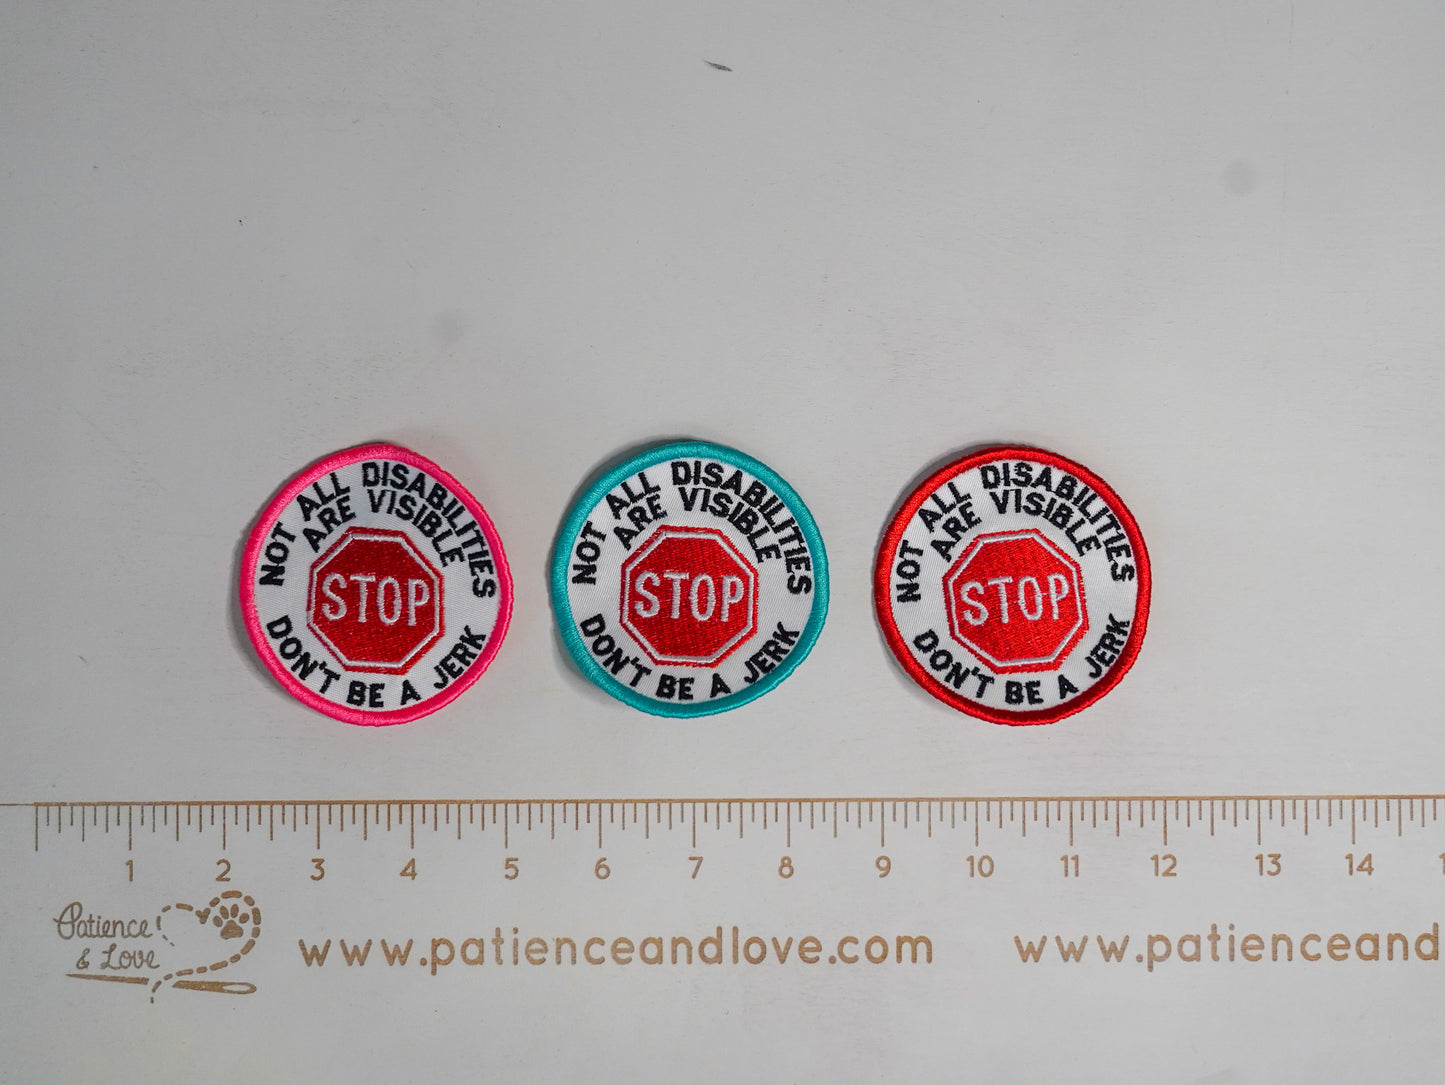 NOT ALL DISABILITIES
ARE VISIBLE
STOP
DON'T BE A JERK
NOT ALL DISABILITIES
ARE VISIBLE
STOP
DON'T BE A JERK
NOT ALL DISABILITIES
ARE VISIBLE
STOP
DON'T BE A JERK
1 2 3 4 5 6 7 8 9 10 11 12 13 14
Patience
& Love
www.patienceandlove.com www.patienceand